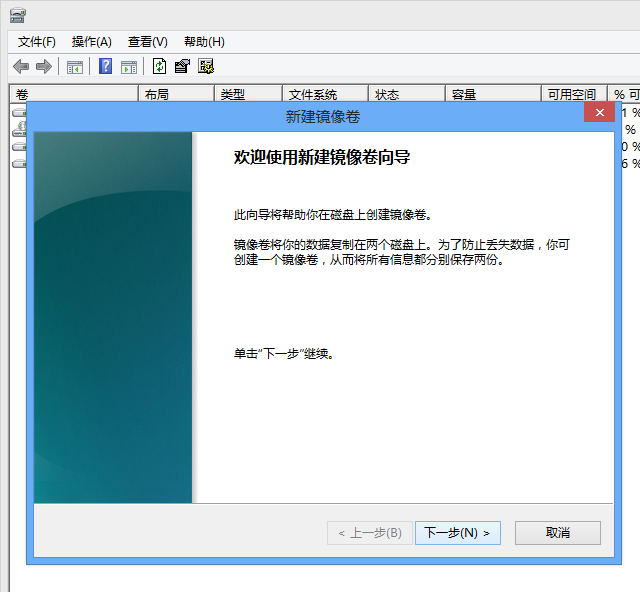 文件(F) 操作(A) 查看(V) 帮助(H)
卷 布局 类型 文件系统 状态 容量 可用空间 % 可
新建镜像卷
1 %
%
0 %
6 %
欢迎使用新建镜像卷向导
此向导将帮助你在磁盘上创建镜像卷。
镜像卷将你的数据复制在两个磁盘上。为了防止丢失数据，你可
创建一个镜像卷，从而将所有信息都分别保存两份。
单击"下一步"继续。
< 上一步(B) 下一步(N) > 取消